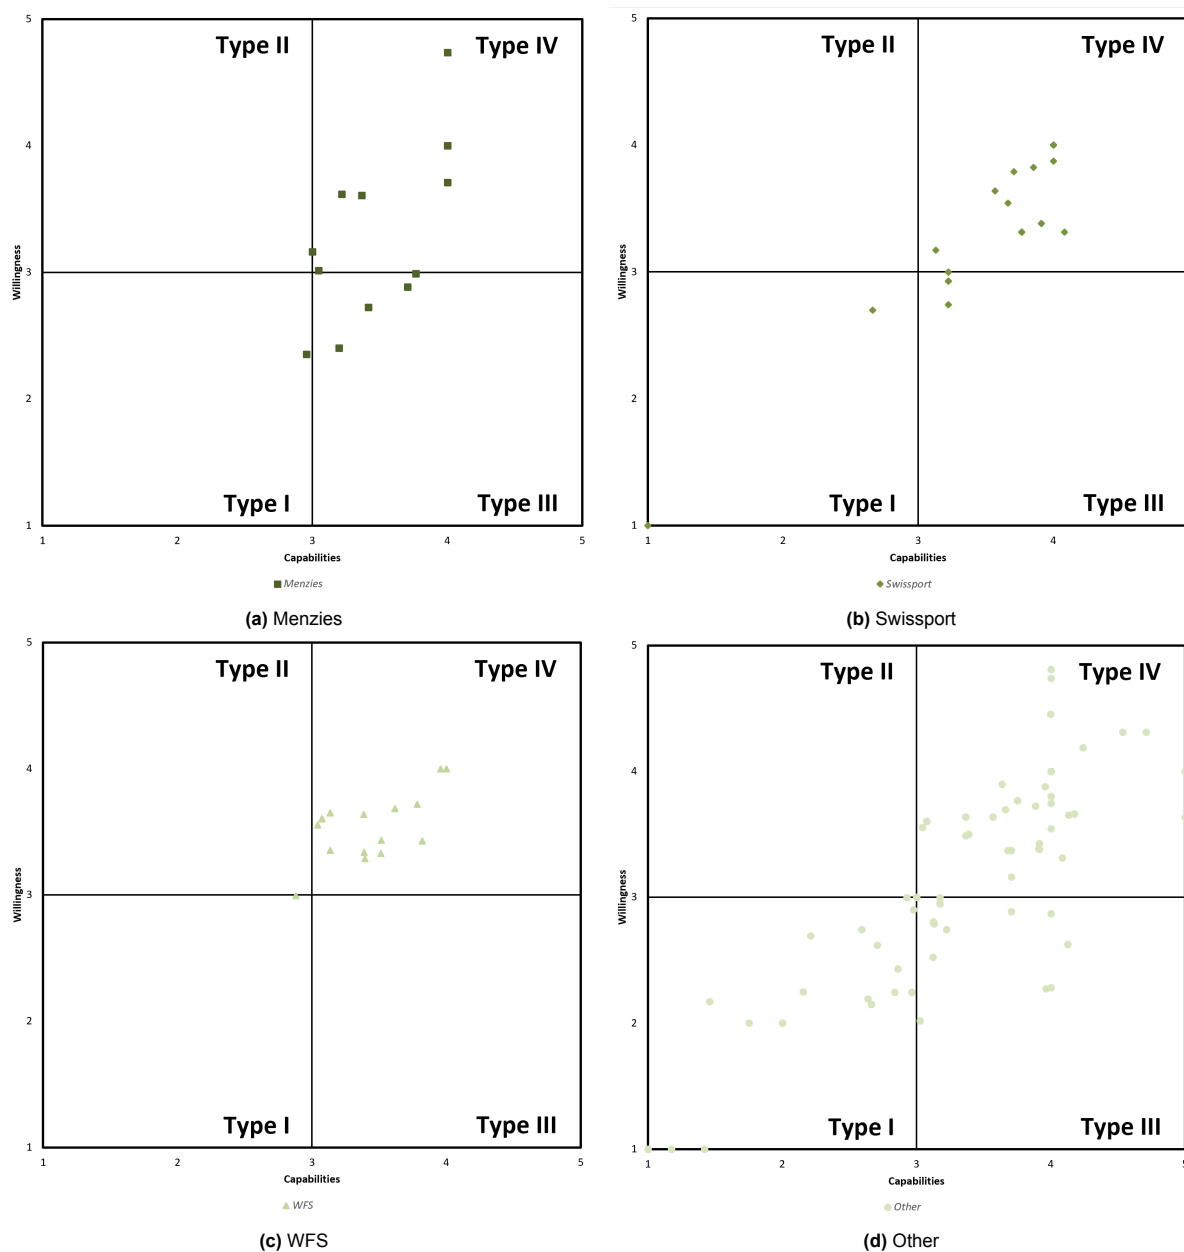 5
Type II
Type IV
4
Willingness
3
2
Type I
Type III
1
1 2 3 4 5
Capabilities
Menzies
(a) Menzies
5
Type II
Type IV
4
Willingness
3
2
Type I
Type III
1
1 2 3 4
Capabilities
Swissport
(b) Swissport
5
Type II
Type IV
4
Willingness
3
2
Type I
Type III
1
1 2 3 4 5
Capabilities
WFS
(c) WFS
5
Type II
Type IV
4
Willingness
3
2
Type I
Type III
1
1 2 3 4 5
Capabilities
Other
(d) Other